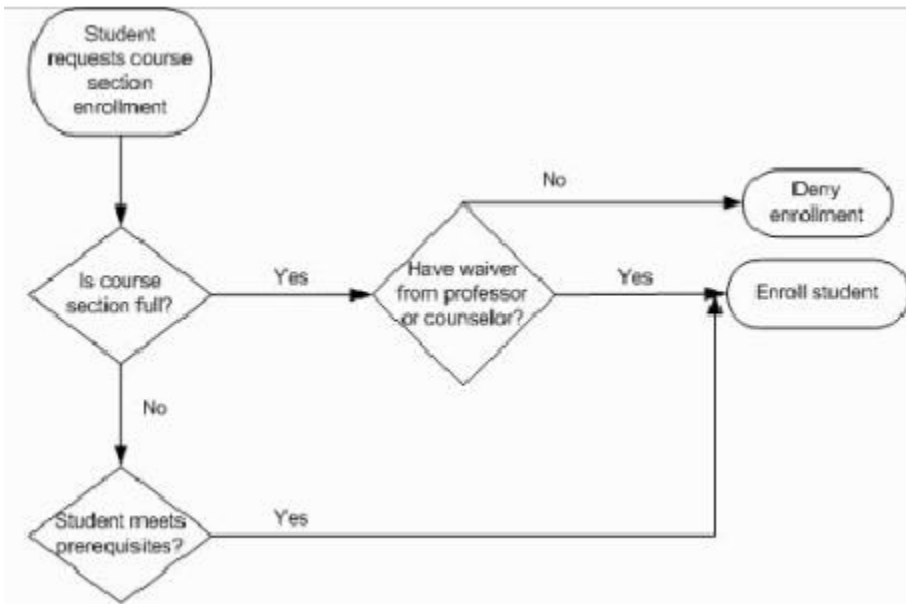 Student
requests course
section
enrollment
No
Deny
enrollment
Is course
section full?
Yes
Have waiver
from professor
or counselor?
Yes
Enroll student
No
Student meets
prerequisites?
Yes